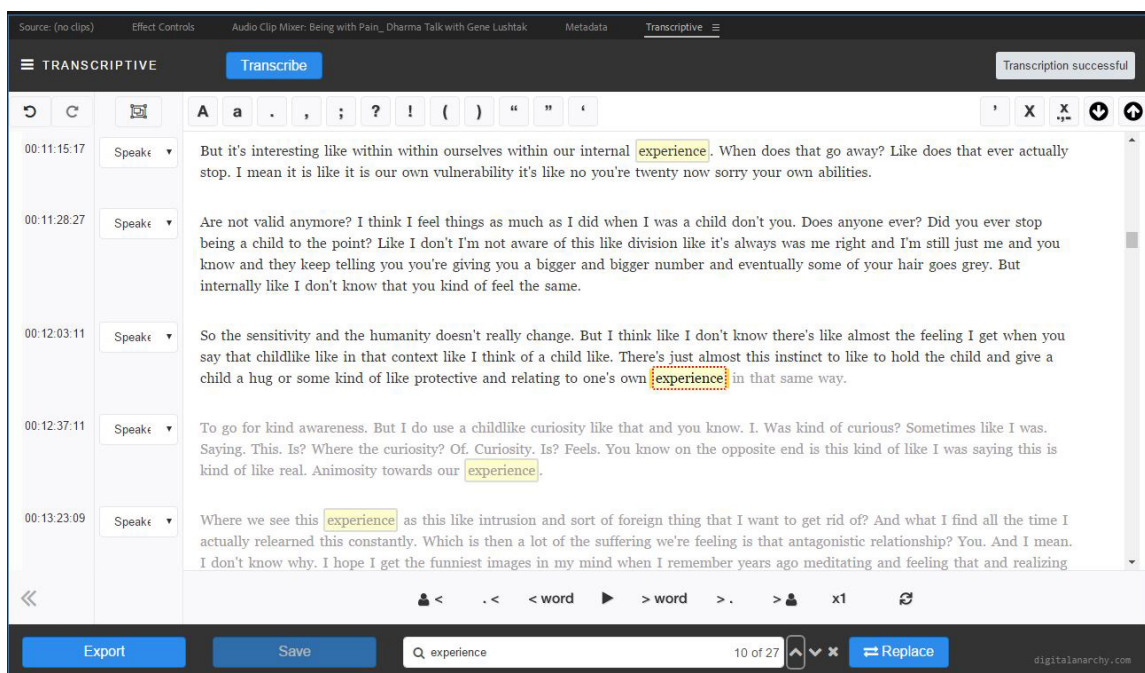 Source: (no clips) Effect Controls Audio Clip Mixer: Being with Pain_ Dharma Talk with Gene Lushtak Metadata Transcriptive
TRANSCRIPTIVE Transcribe Transcription successful
A a . , ; ? ! ( ) “ ” ‘ ’ X X
00:11:15:17 Speake But it's interesting like within within ourselves within our internal experience. When does that go away? Like does that ever actually
stop. I mean it is like it is our own vulnerability it's like no you're twenty now sorry your own abilities.
00:11:28:27 Speake Are not valid anymore? I think I feel things as much as I did when I was a child don't you. Does anyone ever? Did you ever stop
being a child to the point? Like I don't I'm not aware of this like division like it's always was me right and I'm still just me and you
know and they keep telling you you're giving you a bigger and bigger number and eventually some of your hair goes grey. But
internally like I don't know that you kind of feel the same.
00:12:03:11 Speake So the sensitivity and the humanity doesn't really change. But I think like I don't know there's like almost the feeling I get when you
say that childlike like in that context like I think of a child like. There's just almost this instinct to like to hold the child and give a
child a hug or some kind of like protective and relating to one's own experience in that same way.
00:12:37:11 Speake To go for kind awareness. But I do use a childlike curiosity like that and you know. I. Was kind of curious? Sometimes like I was.
Saying. This. Is? Where the curiosity? Of. Curiosity. Is? Feels. You know on the opposite end is this kind of like I was saying this is
kind of like real. Animosity towards our experience.
00:13:23:09 Speake Where we see this experience as this like intrusion and sort of foreign thing that I want to get rid of? And what I find all the time I
actually relearned this constantly. Which is then a lot of the suffering we're feeling is that antagonistic relationship? You. And I mean.
I don't know why. I hope I get the funniest images in my mind when I remember years ago meditating and feeling that and realizing
< . < < word > word > . > x1
Export Save experience 10 of 27 Replace digitalanarchy.com